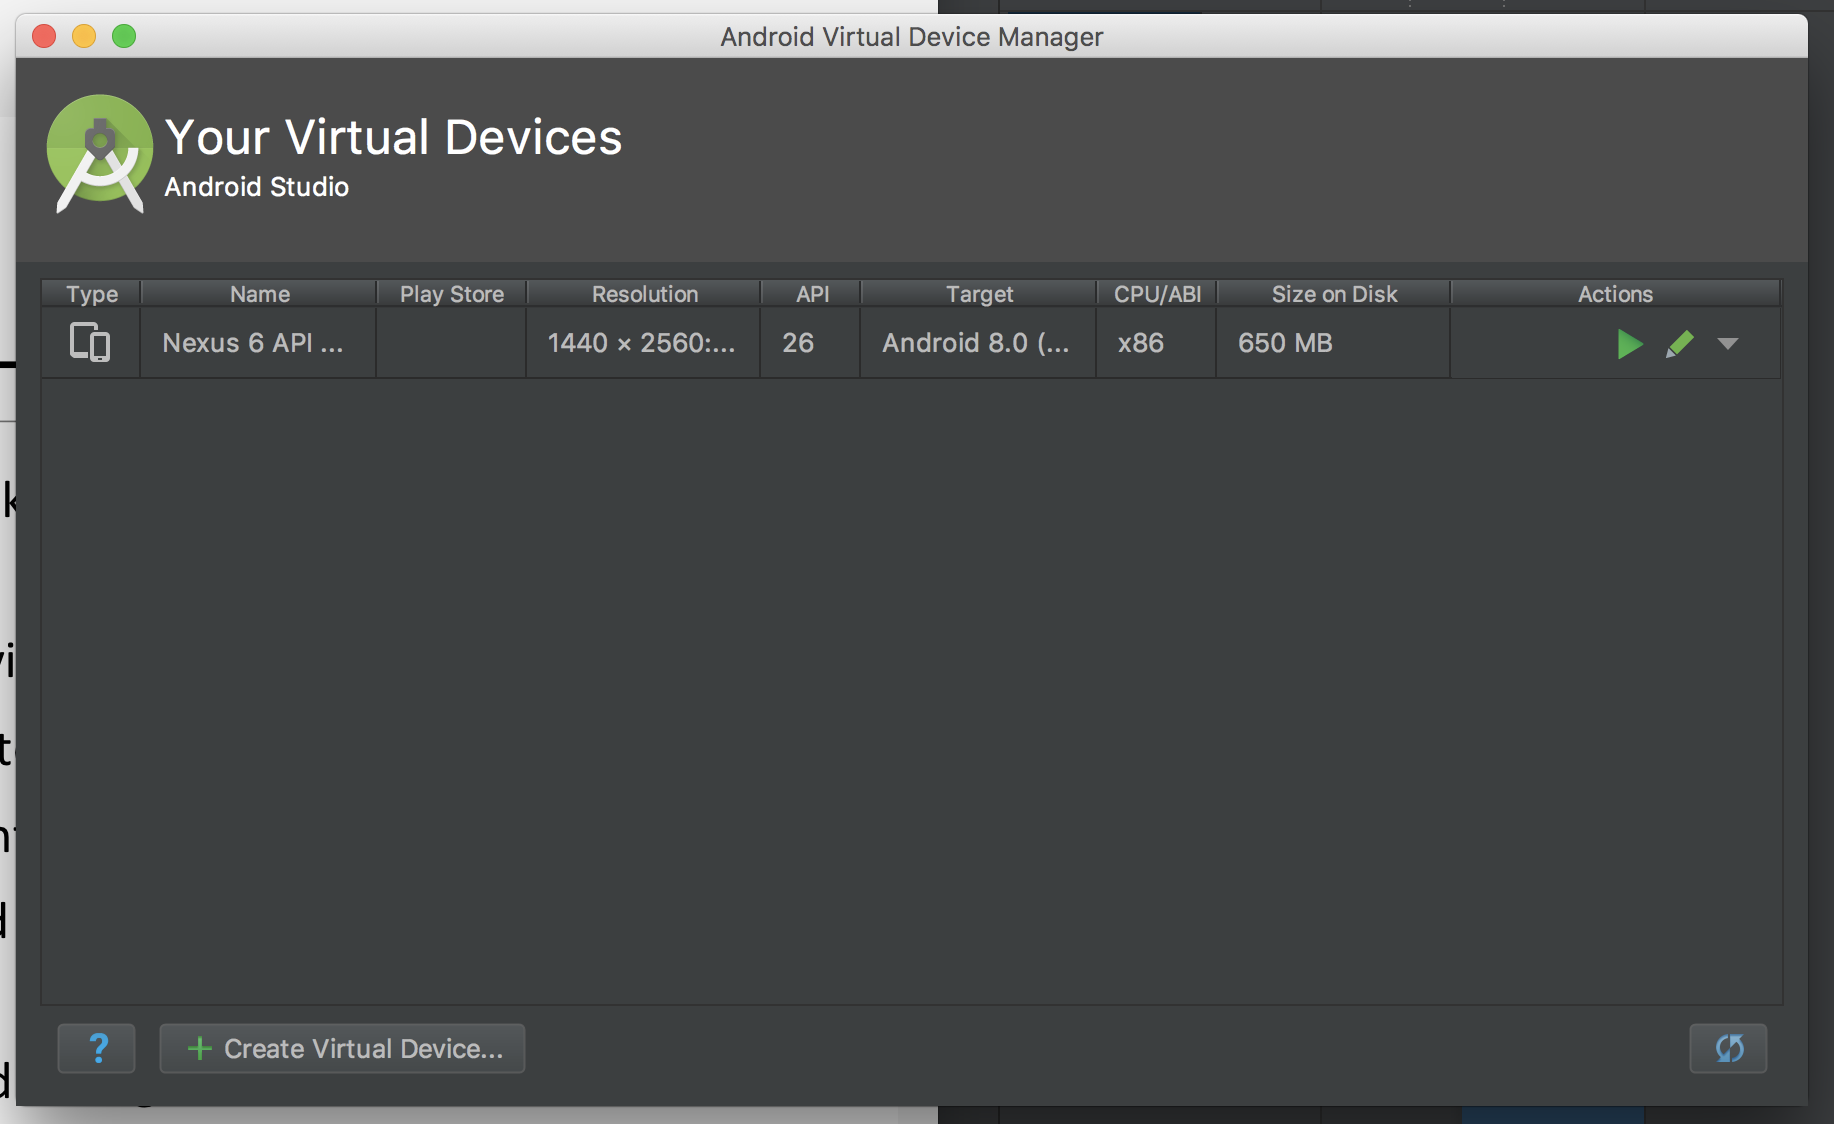 Android Virtual Device Manager
Your Virtual Devices
Android Studio
Type Name Play Store Resolution API Target CPU/ABI Size on Disk Actions
Nexus 6 API ... 1440 × 2560:... 26 Android 8.0 (... x86 650 MB
? + Create Virtual Device...